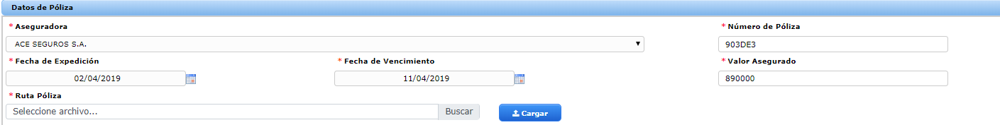 Datos de Póliza
* Aseguradora
* Número de Póliza
ACE SEGUROS S.A.
903DE3
* Fecha de Expedición
* Fecha de Vencimiento
* Valor Asegurado
02/04/2019
11/04/2019
890000
* Ruta Póliza
Seleccione archivo... Buscar
Cargar